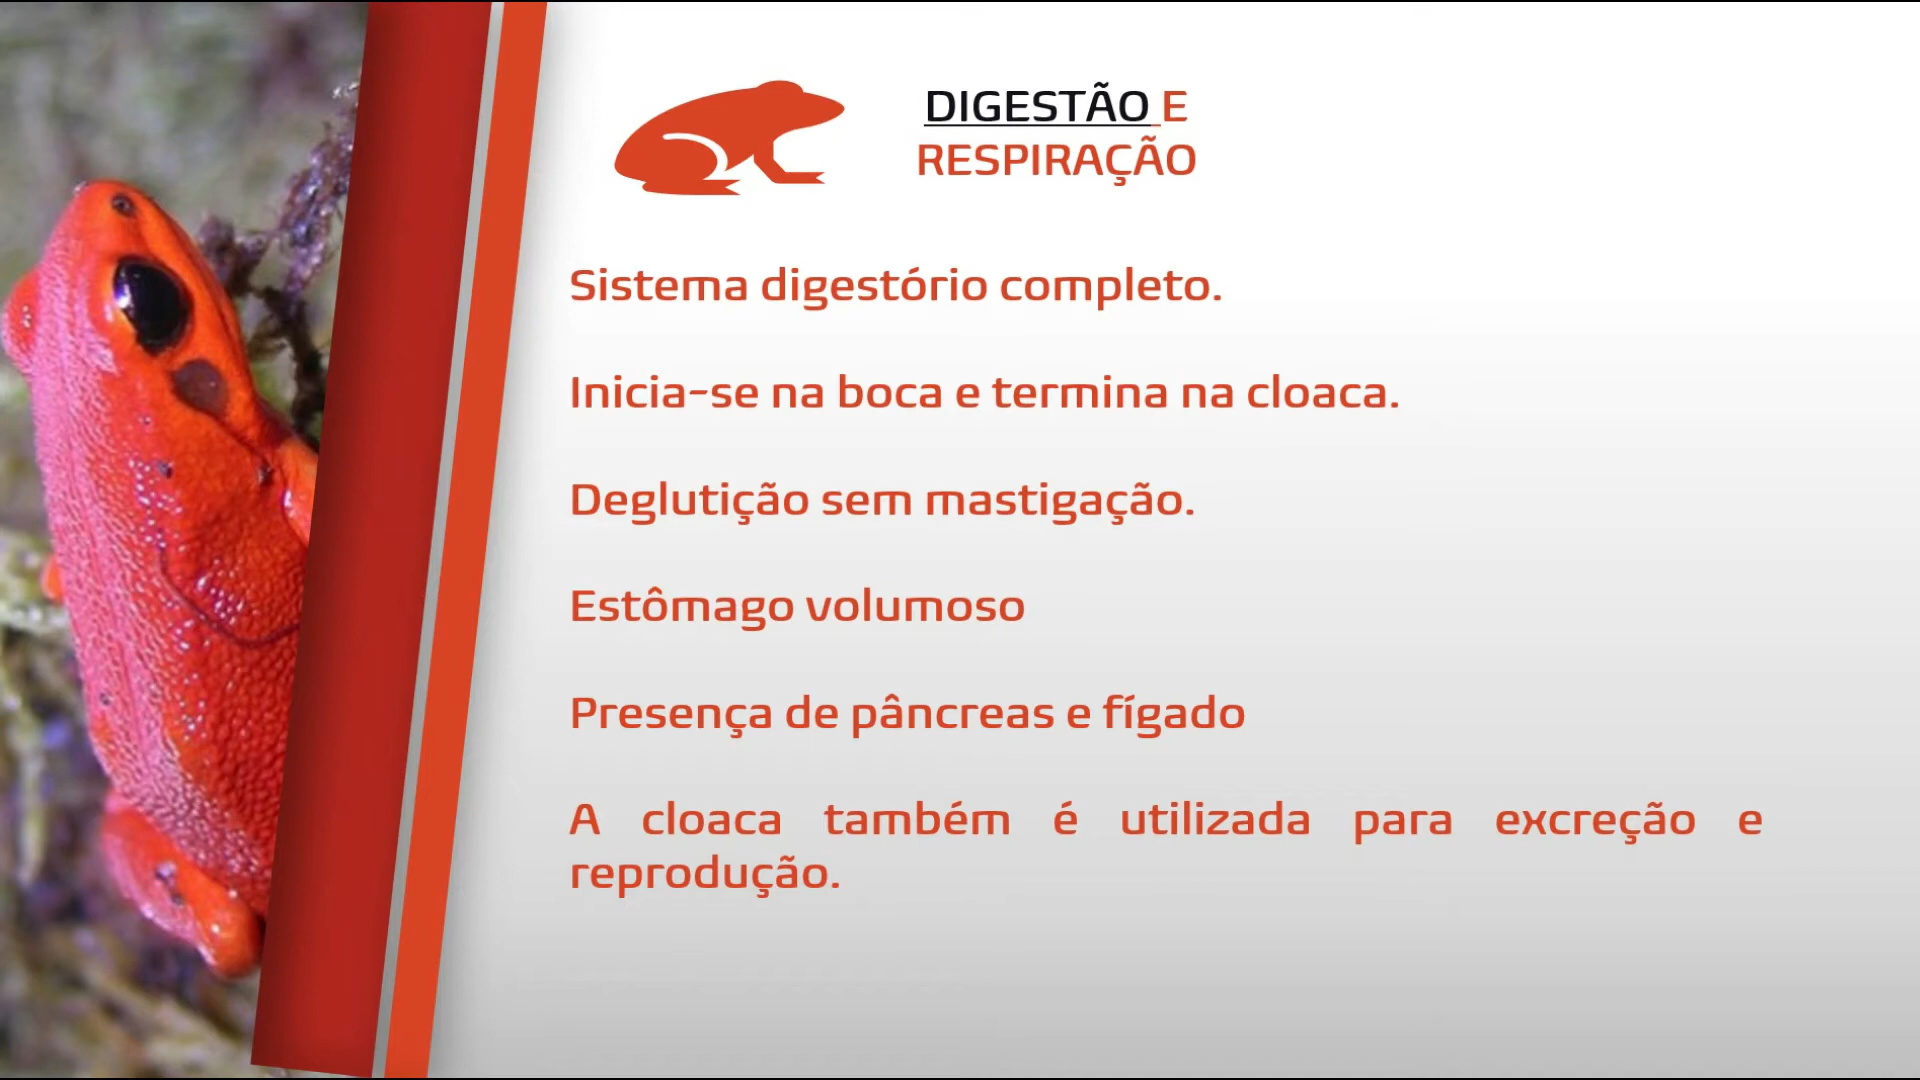 DIGESTÃO E
RESPIRAÇÃO
Sistema digestório completo.
Inicia-se na boca e termina na cloaca.
Deglutição sem mastigação.
Estômago volumoso
Presença de pâncreas e fígado
A cloaca também é utilizada para excreção e
reprodução.